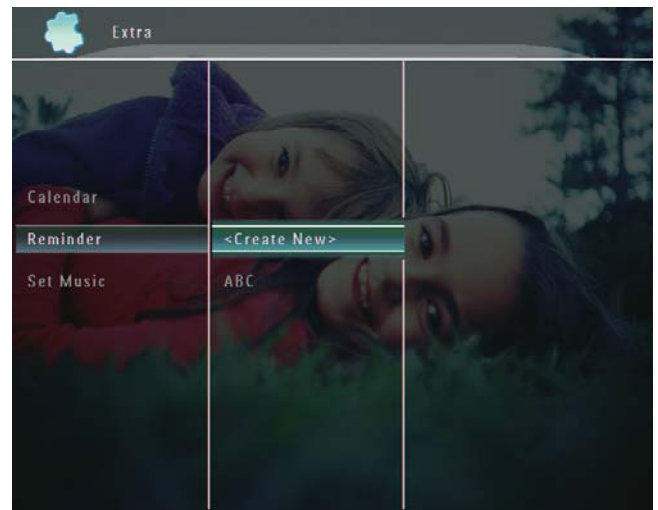 Extra
Calendar
Reminder
<Create New>
Set Music
ABC